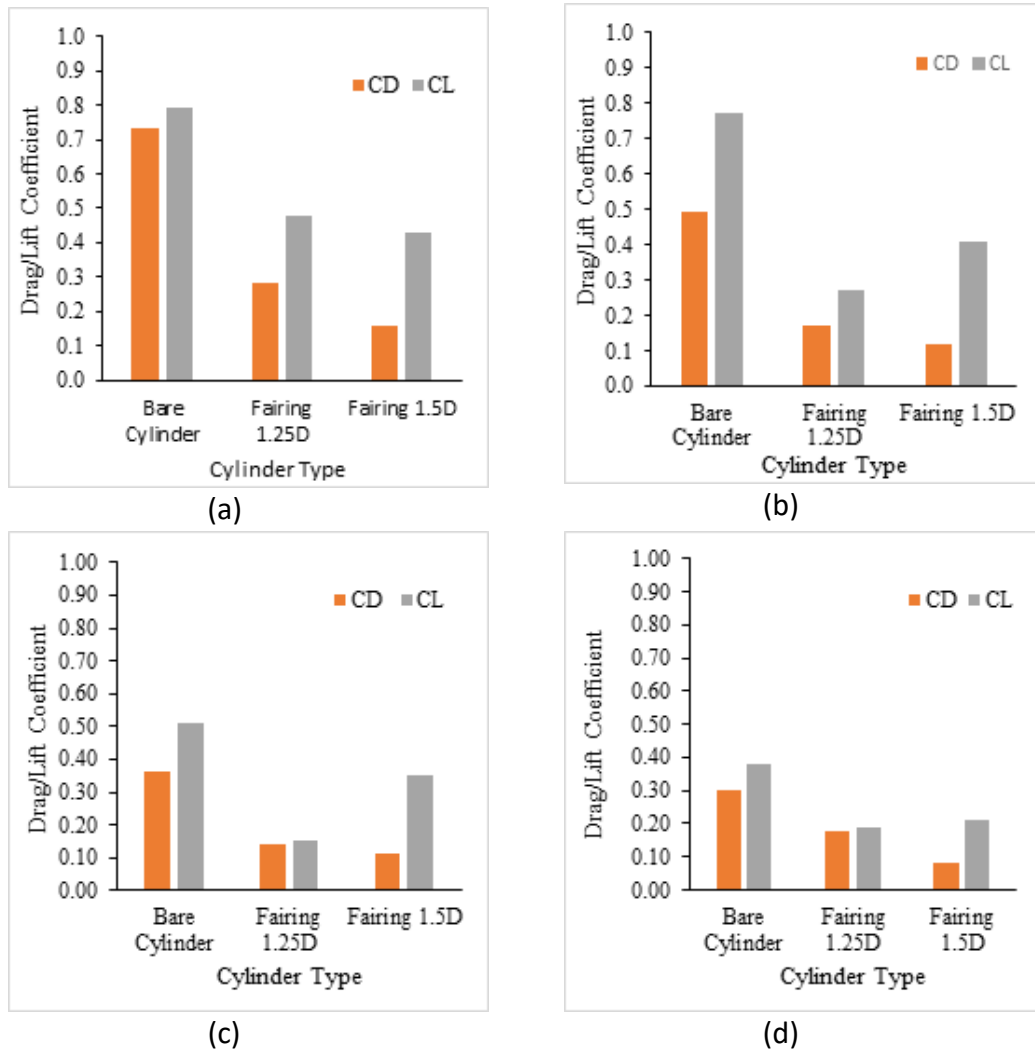 1.0
0.9
0.8
0.7
0.6
0.5
0.4
0.3
0.2
0.1
0.0
Drag/Lift Coefficient
CD CL
Bare Cylinder
Fairing 1.25D
Fairing 1.5D
Cylinder Type
(a)
1.0
0.9
0.8
0.7
0.6
0.5
0.4
0.3
0.2
0.1
0.0
Drag/Lift Coefficient
CD CL
Bare Cylinder
Fairing 1.25D
Fairing 1.5D
Cylinder Type
(b)
1.00
0.90
0.80
0.70
0.60
0.50
0.40
0.30
0.20
0.10
0.00
Drag/Lift Coefficient
CD CL
Bare Cylinder
Fairing 1.25D
Fairing 1.5D
Cylinder Type
(c)
1.00
0.90
0.80
0.70
0.60
0.50
0.40
0.30
0.20
0.10
0.00
Drag/Lift Coefficient
CD CL
Bare Cylinder
Fairing 1.25D
Fairing 1.5D
Cylinder Type
(d)